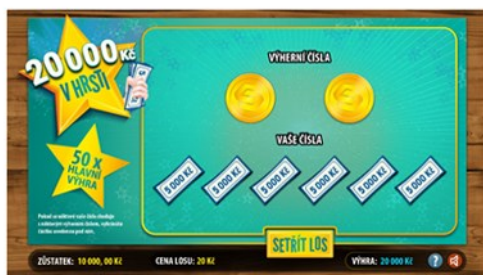 20 000 Kč
V HRSTI
VÝHERNÍ ČÍSLA
VAŠE ČÍSLA
50 X
HLAVNÍ
VÝHRA
5 000 Kč 5 000 Kč 5 000 Kč 5 000 Kč 5 000 Kč 5 000 Kč
SETŘÍT LOS
ZŮSTATEK: 10 000, 00 Kč
CENA LOSU: 20 Kč
VÝHRA: 20 000 Kč
?